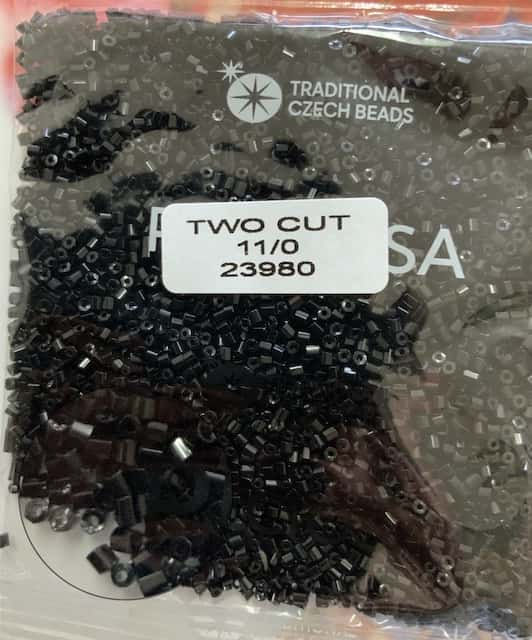 TRADITIONAL
CZECH BEADS
TWO CUT
11/0
23980